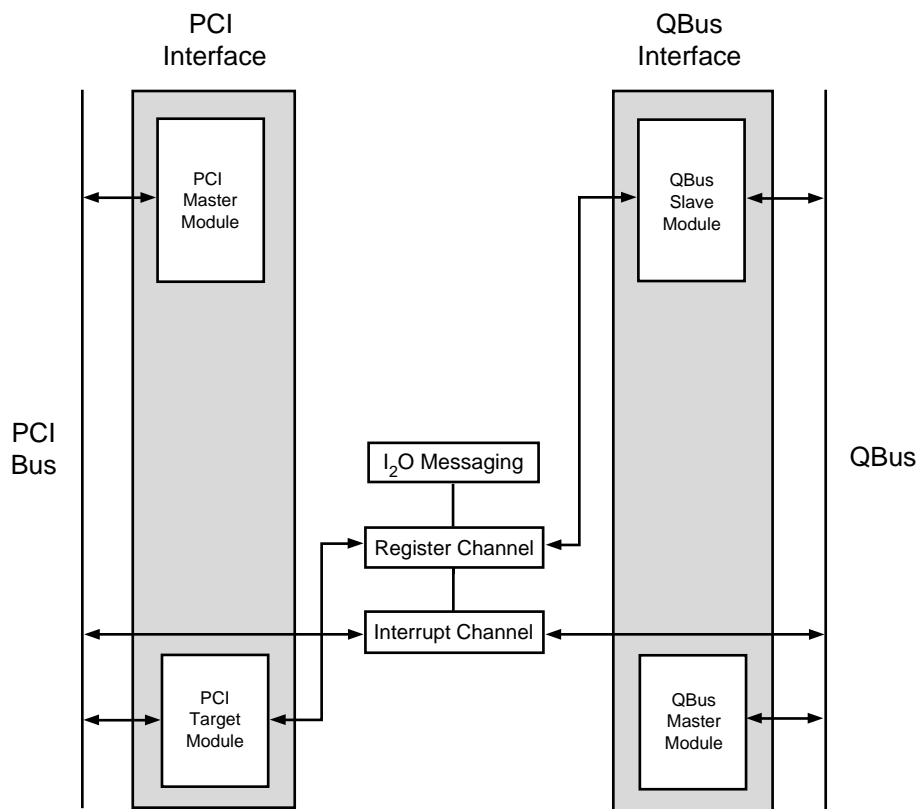 PCI
Interface
QBus
Interface
PCI
Master
Module
QBus
Slave
Module
PCI
Bus
I₂O Messaging
QBus
Register Channel
Interrupt Channel
PCI
Target
Module
QBus
Master
Module